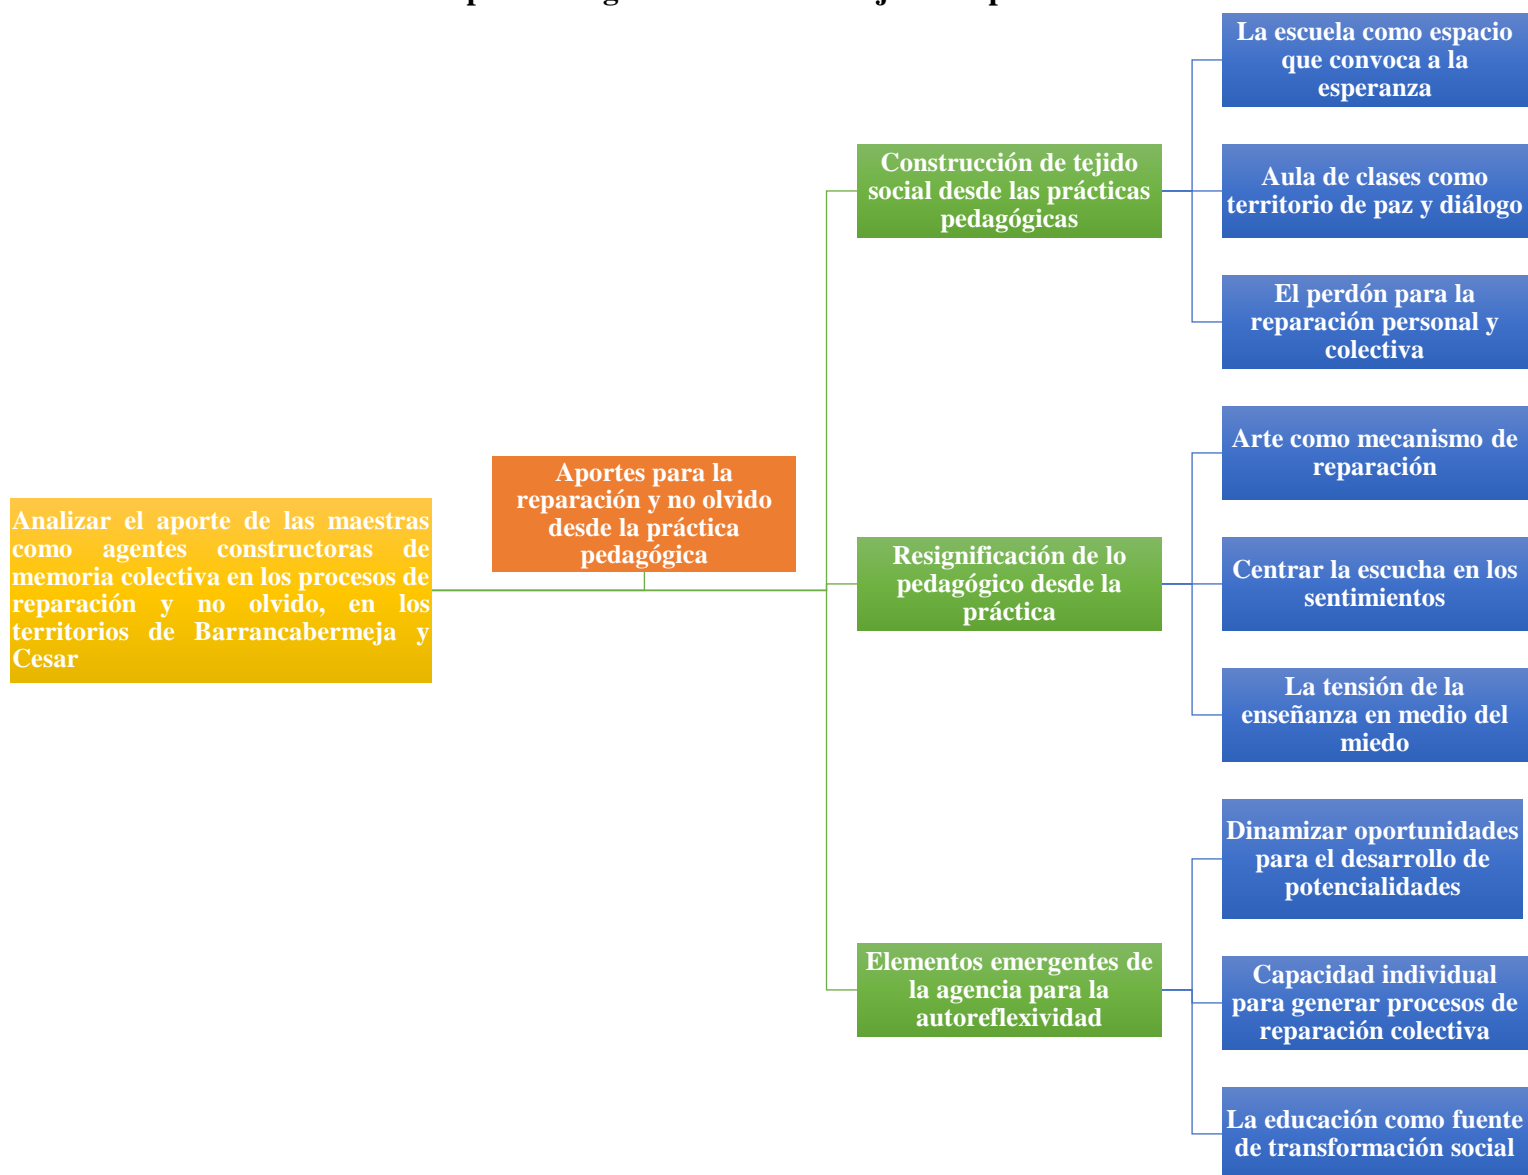 La escuela como espacio
que convoca a la
esperanza
Construcción de tejido
social desde las prácticas
pedagógicas
Aula de clases como
territorio de paz y diálogo
El perdón para la
reparación personal y
colectiva
Aportes para la
reparación y no olvido
desde la práctica
pedagógica
Analizar el aporte de las maestras
como agentes constructoras de
memoria colectiva en los procesos de
reparación y no olvido, en los
territorios de Barrancabermeja y
Cesar
Arte como mecanismo de
reparación
Resignificación de lo
pedagógico desde la
práctica
Centrar la escucha en los
sentimientos
La tensión de la
enseñanza en medio del
miedo
Dinamizar oportunidades
para el desarrollo de
potencialidades
Elementos emergentes de
la agencia para la
autoreflexividad
Capacidad individual
para generar procesos de
reparación colectiva
La educación como fuente
de transformación social